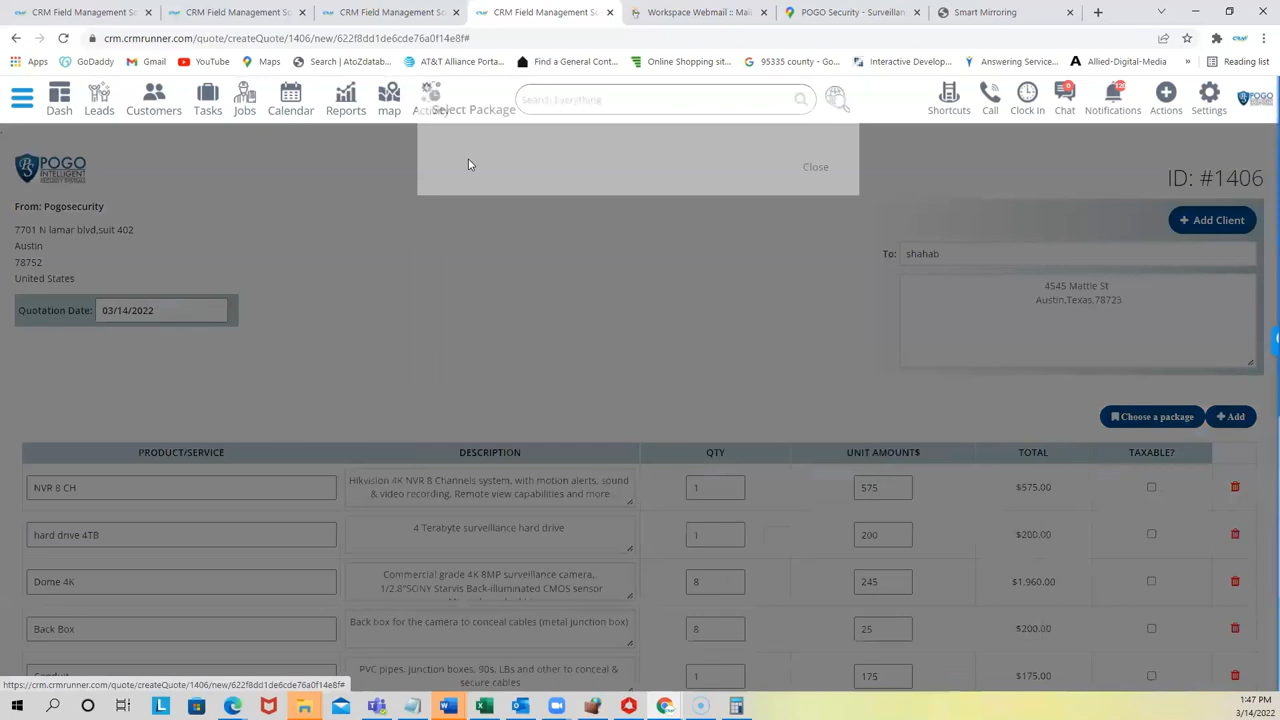 CRM Field Management So
CRM Field Management So
CRM Field Management So
CRM Field Management So
Workspace Webmail :: Mail
POGO Security - Surveillan
Smart Mirroring
crm.crmrunner.com/quote/createQuote/1406/new/622f8dd1de6cde76a0f14e8f#
Apps
GoDaddy
Gmail
YouTube
Maps
Search | AtoZdatab...
AT&T Alliance Porta...
Find a General Cont...
Online Shopping sit...
95335 county - Go...
Interactive Develop...
Answering Service...
Allied-Digital-Media
»
Reading list
Dash
Leads
Customers
Tasks
Jobs
Calendar
Reports
map
Select Package
Search Everything
Shortcuts
Call
Clock In
0
Chat
Notifications
Actions
Settings
POGO
Close
POGO
INTELLIGENT
SECURITY SYSTEMS
ID: #1406
From: Pogosecurity
7701 N lamar blvd.suit 402
Austin
78752
United States
Quotation Date: 03/14/2022
+ Add Client
To: shahab
4545 Mattie St
Austin,Texas,78723
Choose a package
+ Add
PRODUCT/SERVICE DESCRIPTION QTY UNIT AMOUNT$ TOTAL TAXABLE?
NVR 8 CH
Hikvision 4K NVR 8 Channels system, with motion alerts, sound
& video recording. Remote view capabilities and more
1 575 $575.00
hard drive 4TB
4 Terabyte surveillance hard drive
1 200 $200.00
Dome 4K
Commercial grade 4K-8MP surveillance camera,
1/2.8"SONY Starvis Back-illuminated CMOS sensor
8 245 $1,960.00
Back Box
Back box for the camera to conceal cables (metal junction box)
8 25 $200.00
Conduit
PVC pipes, junction boxes, 90s, LBs and other to conceal &
secure cables
1 175 $175.00
https://crm.crmrunner.com/quote/createQuote/1406/new/622f8dd1de6cde76a0f14e8f#
1:47 PM
3/14/2022